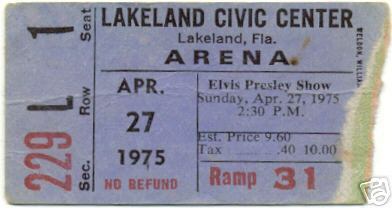 LAKELAND CIVIC CENTER
Lakeland, Fla.
ARENA
Seat 1
Row L
Sec. 229
APR.
27
1975
NO REFUND
Elvis Presley Show
Sunday, Apr. 27, 1975
2:30 P.M.
Est. Price 9.60
Tax .40 10.00
Ramp 31